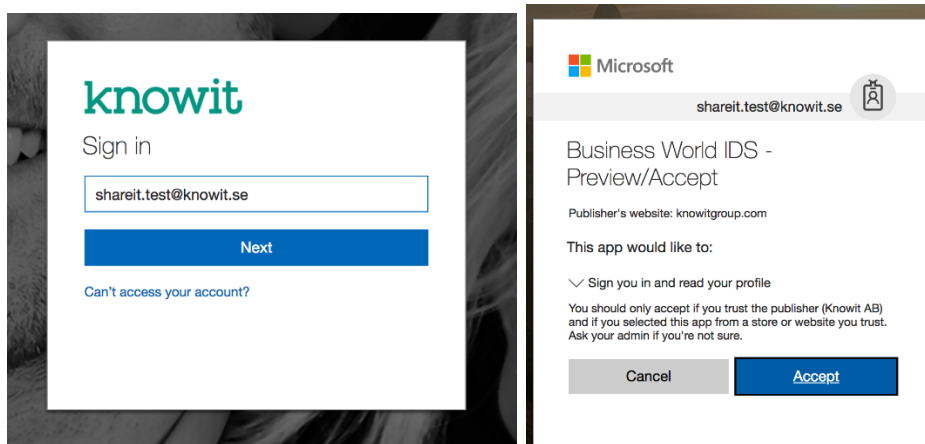 knowit
Sign in
shareit.test@knowit.se
Next
Can't access your account?
Microsoft
shareit.test@knowit.se
Business World IDS -
Preview/Accept
Publisher's website: knowitgroup.com
This app would like to:
Sign you in and read your profile
You should only accept if you trust the publisher (Knowit AB)
and if you selected this app from a store or website you trust.
Ask your admin if you're not sure.
Cancel
Accept